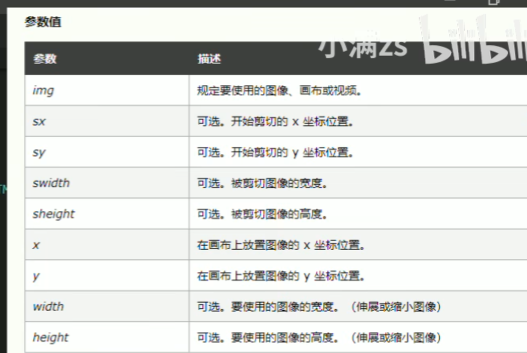 参数值
小满zs bilibili
参数 描述
img 规定要使用的图像、画布或视频。
sx 可选。开始剪切的 x 坐标位置。
sy 可选。开始剪切的 y 坐标位置。
swidth 可选。被剪切图像的宽度。
sheight 可选。被剪切图像的高度。
x 在画布上放置图像的 x 坐标位置。
y 在画布上放置图像的 y 坐标位置。
width 可选。要使用的图像的宽度。（伸展或缩小图像）
height 可选。要使用的图像的高度。（伸展或缩小图像）